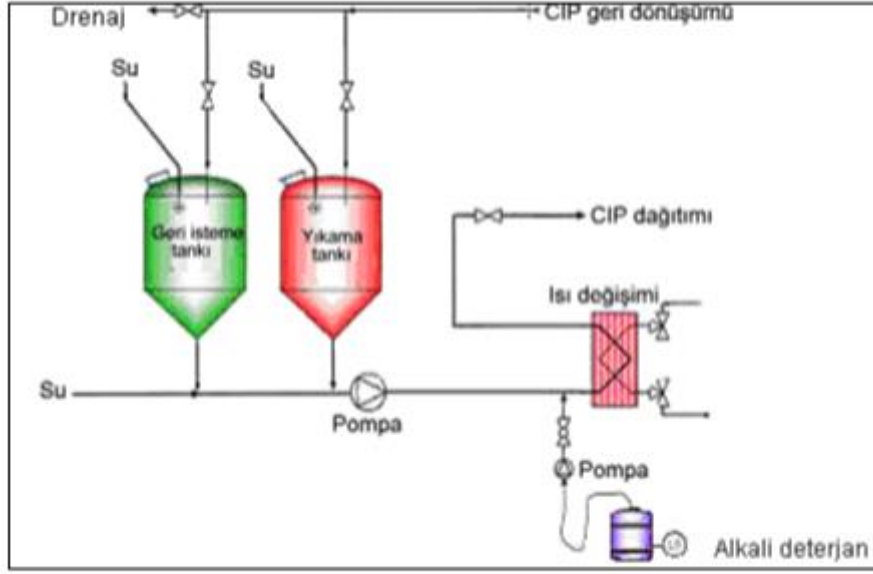 Drenaj
CIP geri dönüşümü
Su
Su
Geri isteme
tankı
Yıkama
tankı
CIP dağıtımı
Isı değişimi
Su
Pompa
Pompa
Alkali deterjan